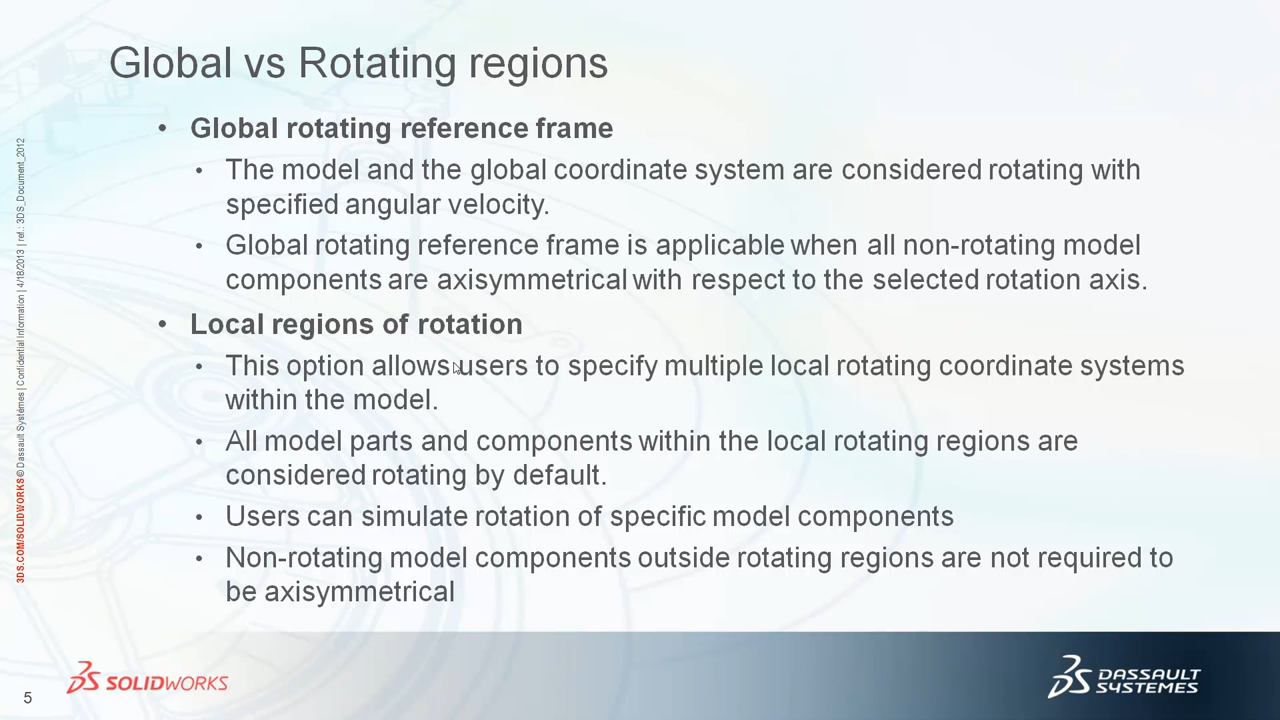 Global vs Rotating regions
• Global rotating reference frame
• The model and the global coordinate system are considered rotating with
specified angular velocity.
• Global rotating reference frame is applicable when all non-rotating model
components are axisymmetrical with respect to the selected rotation axis.
• Local regions of rotation
• This option allows users to specify multiple local rotating coordinate systems
within the model.
• All model parts and components within the local rotating regions are
considered rotating by default.
• Users can simulate rotation of specific model components
• Non-rotating model components outside rotating regions are not required to
be axisymmetrical
3DS.COM/SOLIDWORKS © Dassault Systèmes | Confidential Information | 4/18/2013 | ref.: 3DS_Document_2012
5
SOLIDWORKS
DASSAULT
SYSTEMES